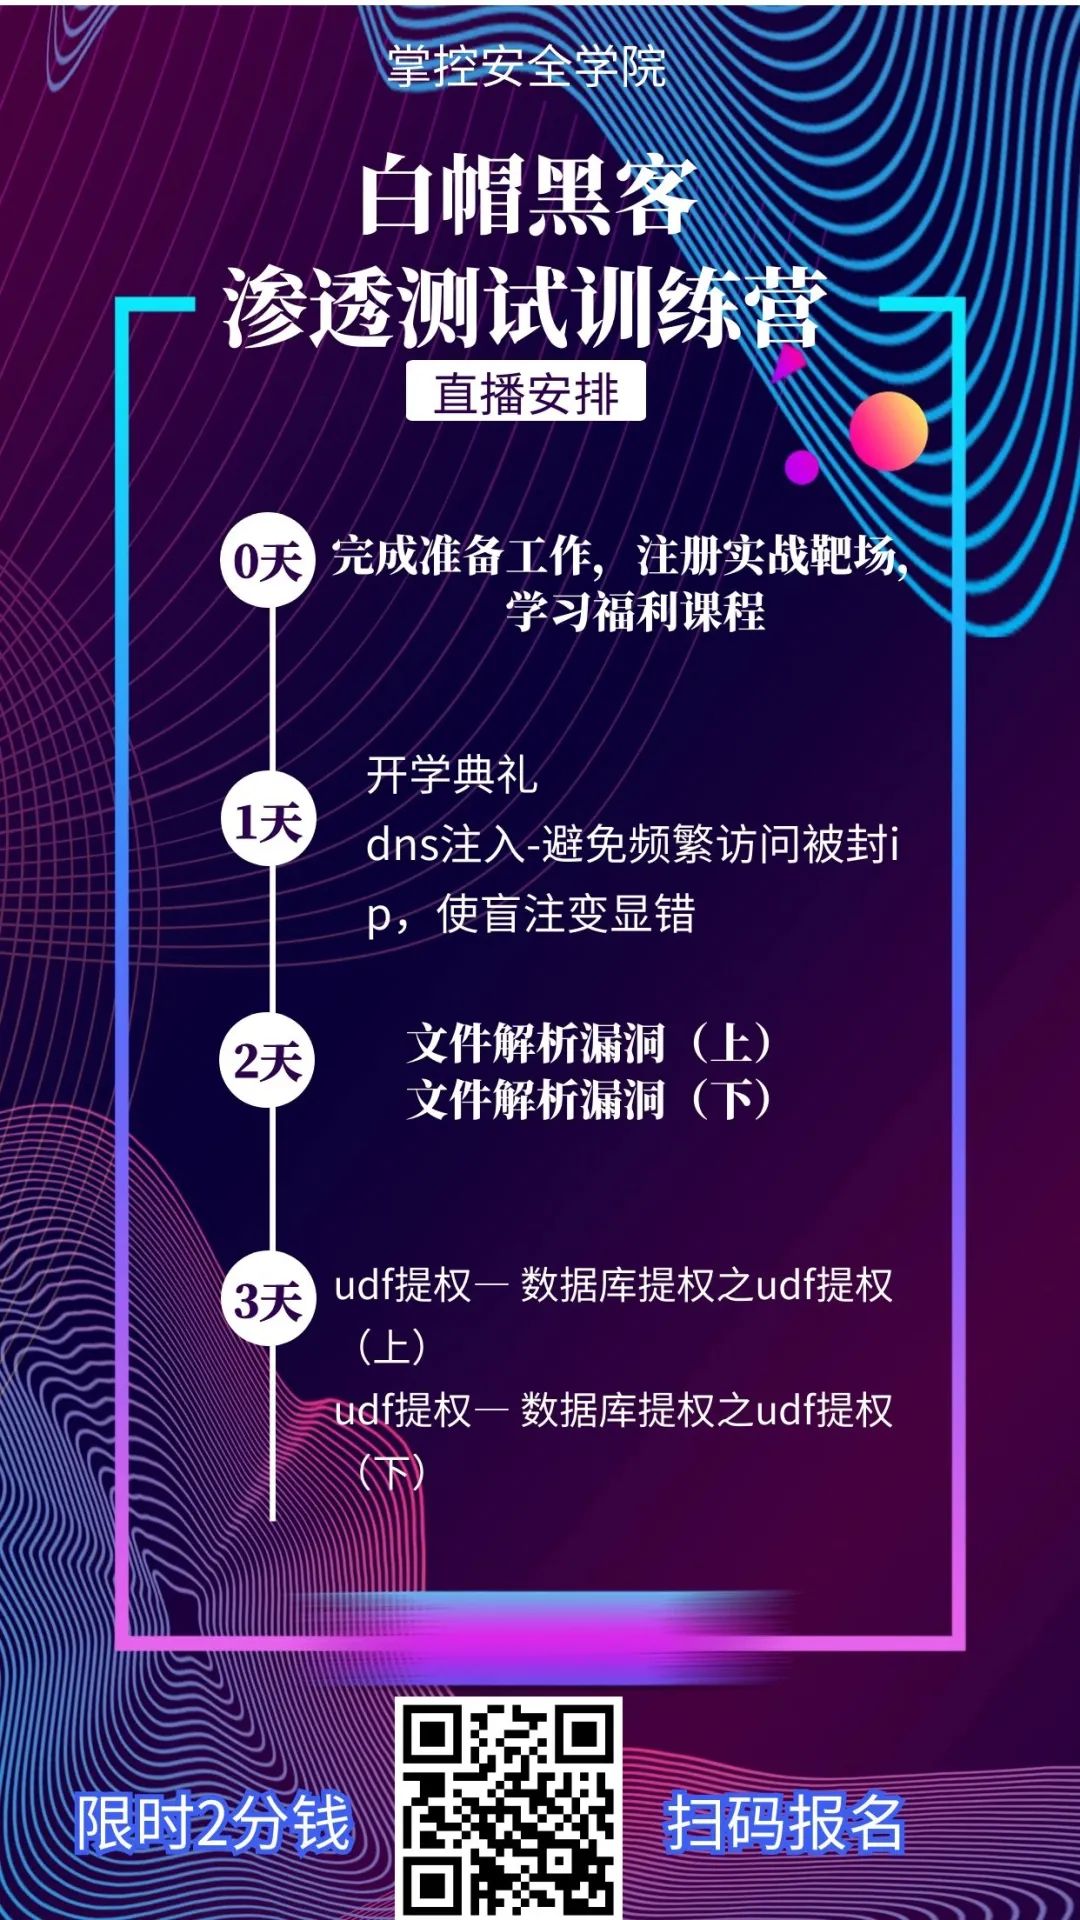 掌控安全学院
白帽黑客
渗透测试训练营
直播安排
0天
完成准备工作，注册实战靶场，
学习福利课程
1天
开学典礼
dns注入-避免频繁访问被封i
p，使盲注变显错
2天
文件解析漏洞（上）
文件解析漏洞（下）
3天
udf提权— 数据库提权之udf提权
（上）
udf提权— 数据库提权之udf提权
（下）
限时2分钱
扫码报名